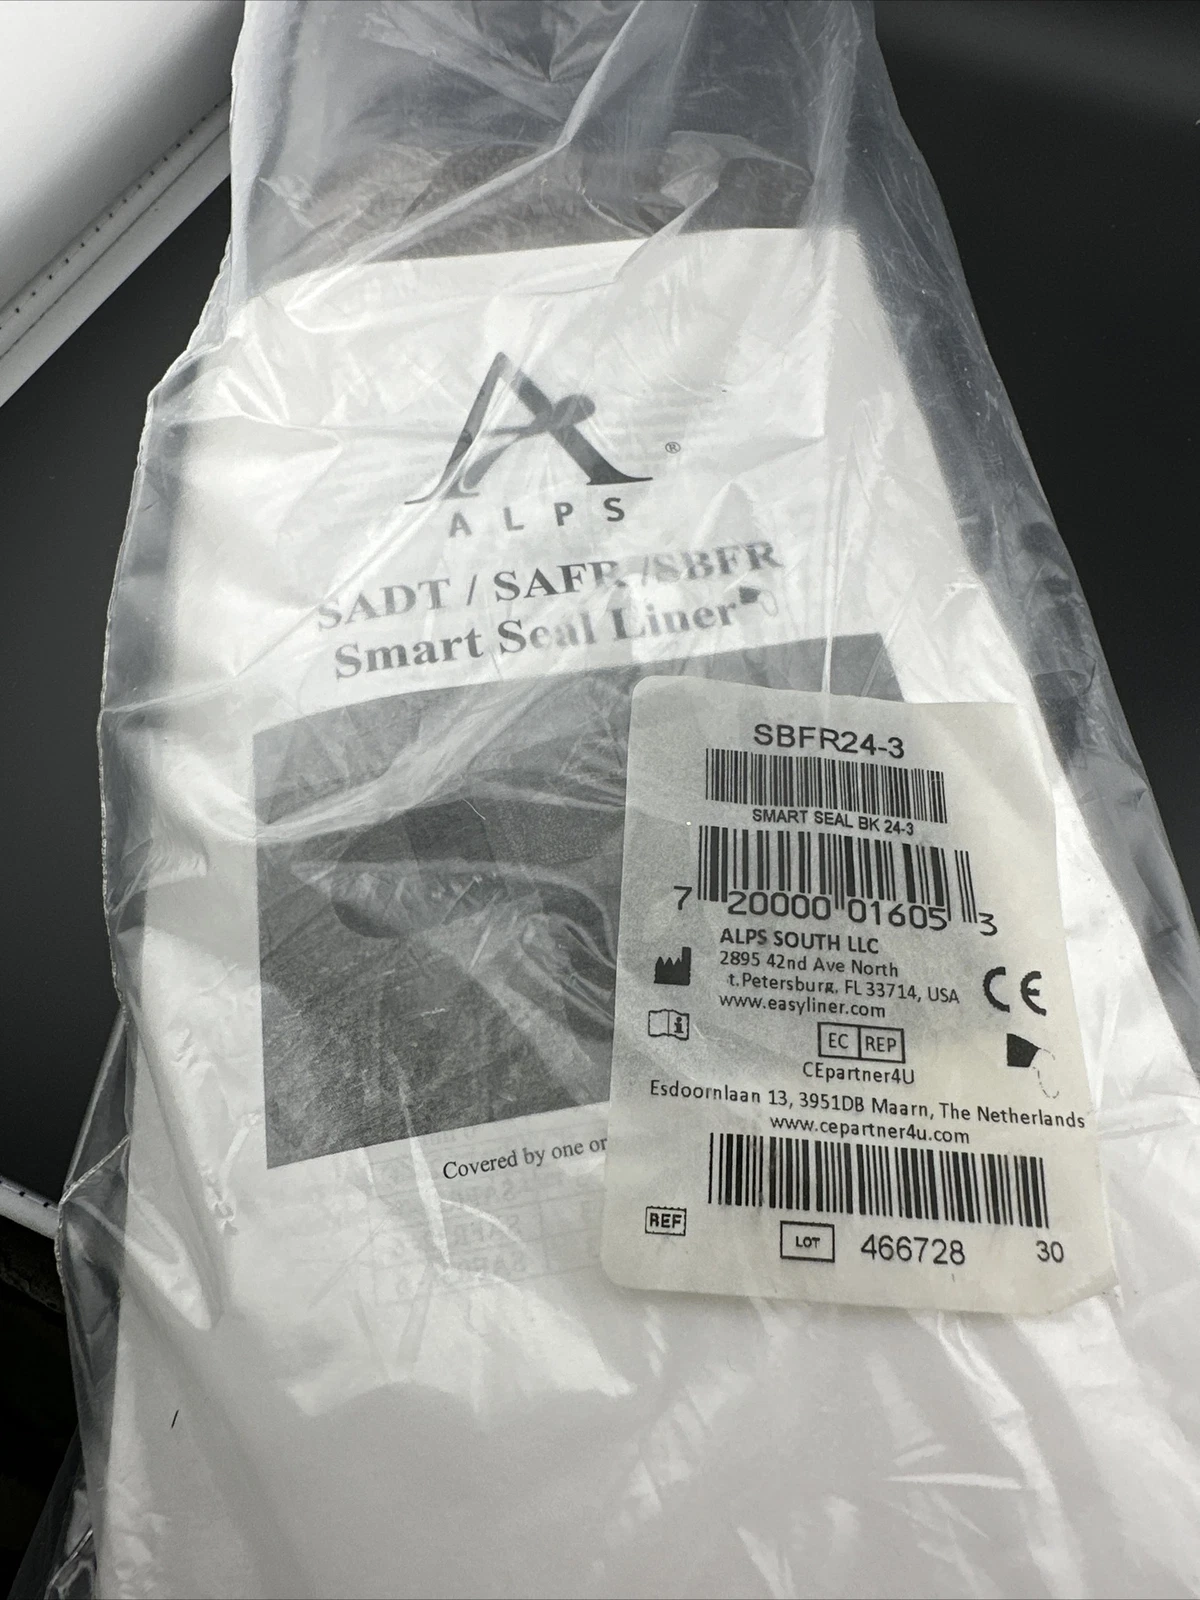 ®
ALPS
SADT / SAFR /SBFR
Smart Seal Liner
SBFR24-3
SMART SEAL BK 24-3
7 20000 01605 3
ALPS SOUTH LLC
2895 42nd Ave North
t.Petersburg, FL 33714, USA
www.easyliner.com
CE
EC REP
CEpartner4U
Esdoornlaan 13, 3951DB Maarn, The Netherlands
www.cepartner4u.com
Covered by one or
REF
LOT 466728 30